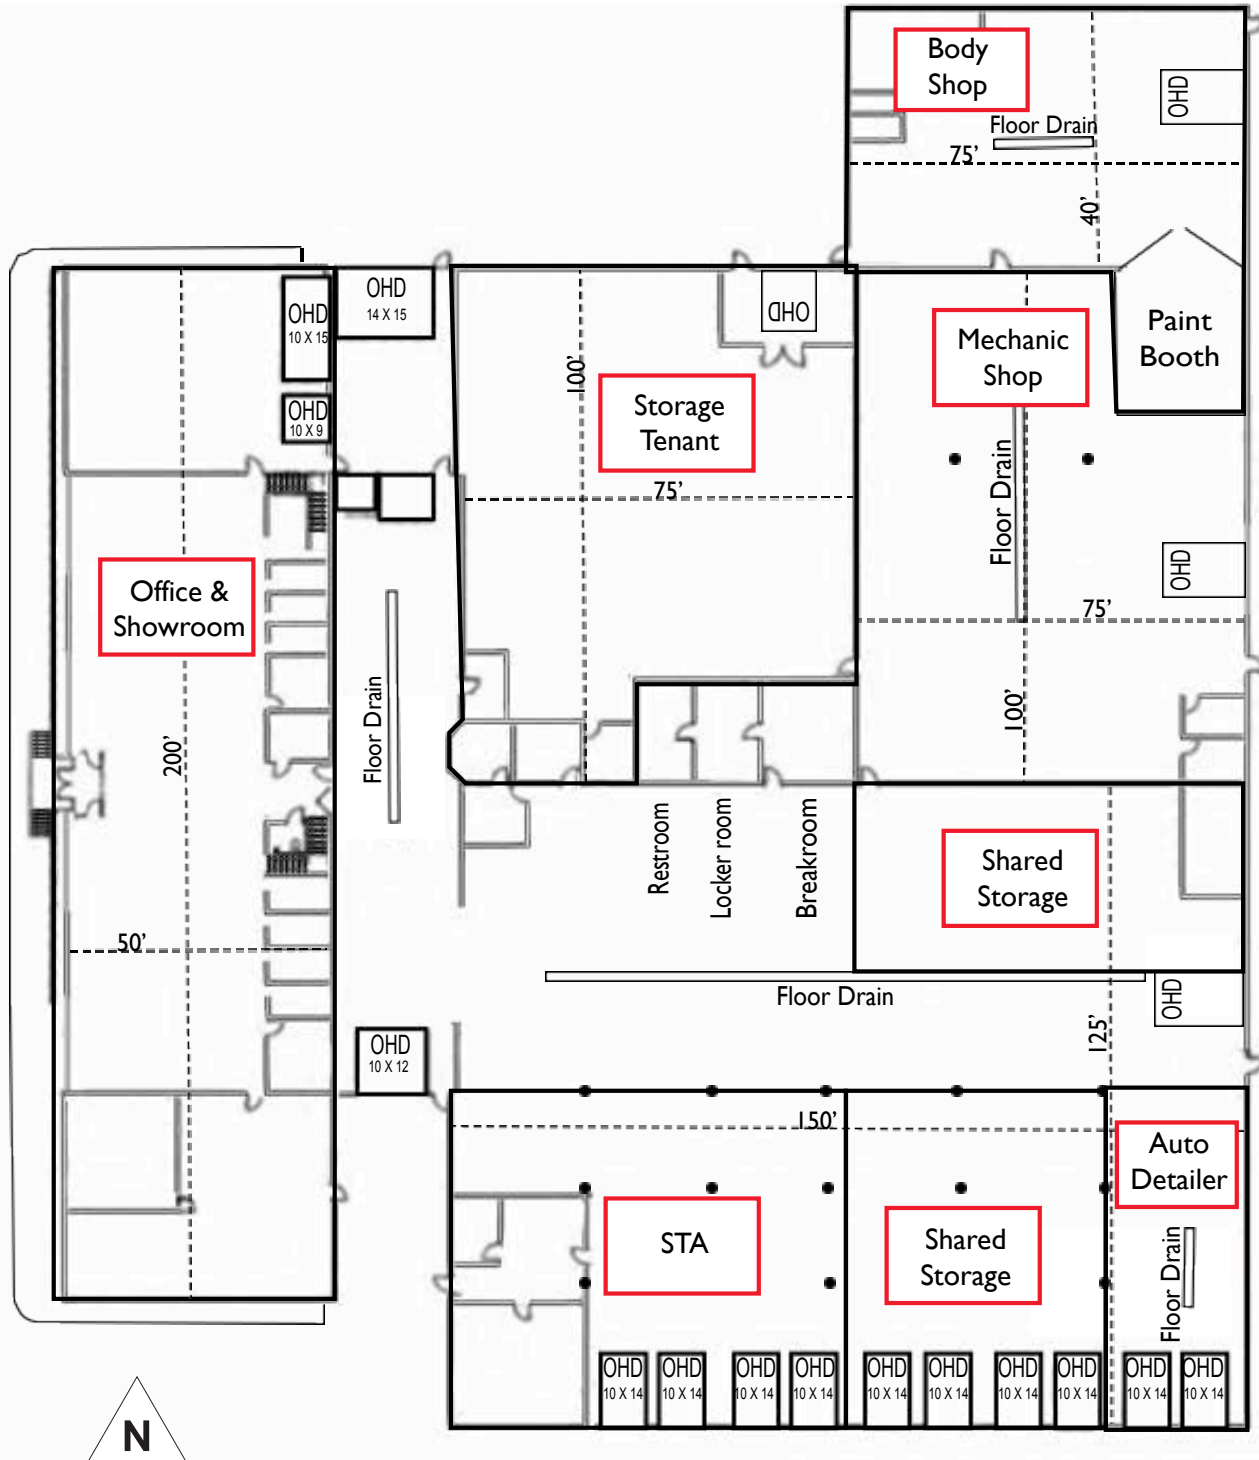 Body
Shop
OHD
Floor Drain
75'
40'
OHD
10 X 15
OHD
14 X 15
OHD
Paint
Booth
Mechanic
Shop
100'
Storage
Tenant
OHD
10 X 9
75'
Floor Drain
OHD
Office &
Showroom
75'
Floor Drain
100'
200'
Restroom
Locker room
Breakroom
Shared
Storage
50'
Floor Drain
OHD
125'
OHD
10 X 12
150'
Auto
Detailer
STA
Shared
Storage
Floor Drain
OHD
10 X 14
OHD
10 X 14
OHD
10 X 14
OHD
10 X 14
OHD
10 X 14
OHD
10 X 14
OHD
10 X 14
OHD
10 X 14
OHD
10 X 14
OHD
10 X 14
N